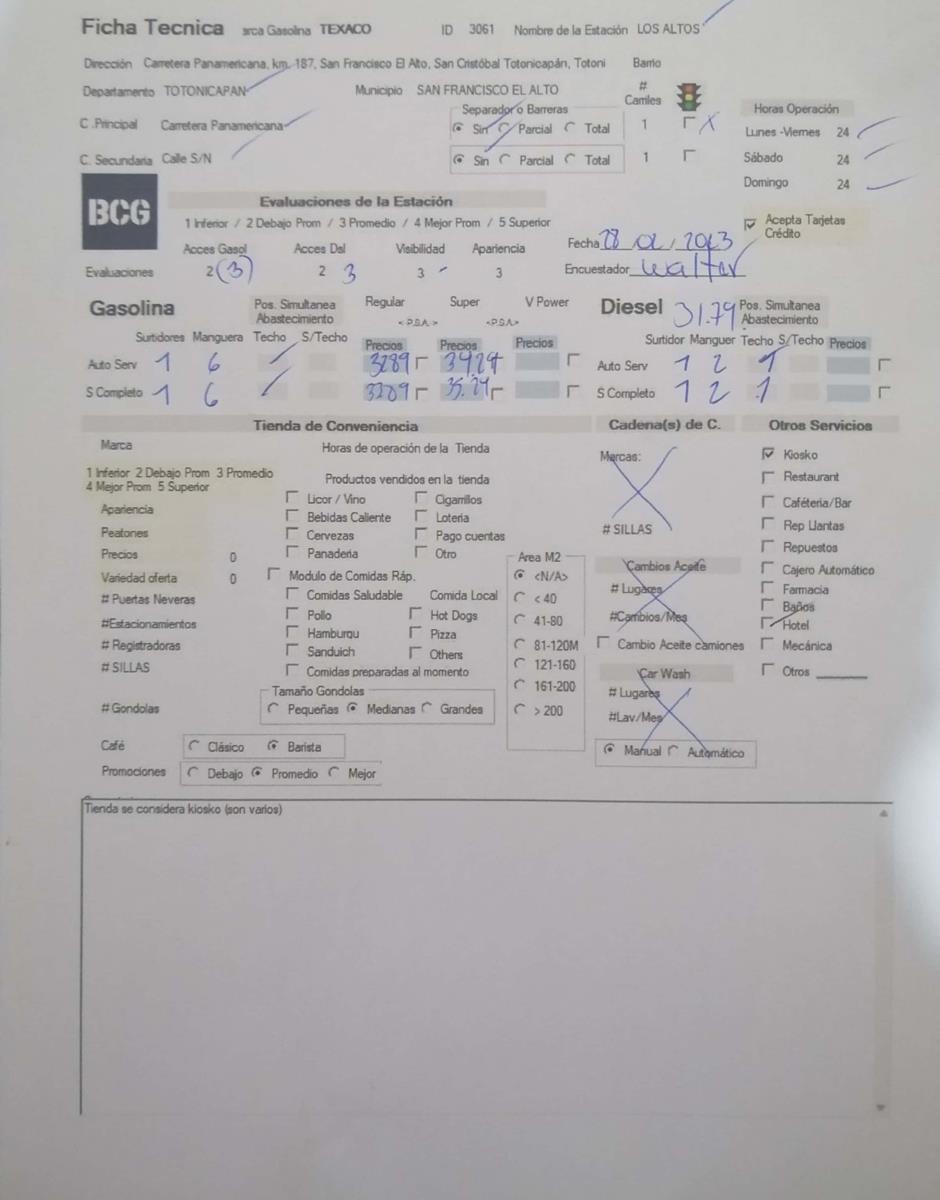 Ficha Tecnica arca Gasolina TEXACO ID 3061 Nombre de la Estación LOS ALTOS
Dirección Carretera Panamericana, km. 187, San Francisco El Alto, San Cristóbal Totonicapán, Totoni Barrio
Departamento TOTONICAPAN Municipio SAN FRANCISCO EL ALTO # Carriles
Separador o Barreras Horas Operación
C .Principal Carretera Panamericana Sin Parcial Total 1 Lunes -Viernes 24
C. Secundaria Calle S/N Sin Parcial Total 1 Sábado 24
Domingo 24
BCG
Evaluaciones de la Estación
1 Inferior / 2 Debajo Prom / 3 Promedio / 4 Mejor Prom / 5 Superior
Acepta Tarjetas Crédito
Acces Gasol Acces Dsl Visibilidad Apariencia Fecha 28
Evaluaciones 2 (3) 2 3 3 3 Encuestador Walter
Gasolina Pos. Simultanea Abastecimiento Regular Super V Power Diesel 31.79 Pos. Simultanea Abastecimiento
<P.S.A.> <P.S.A>
Surtidores Manguera Techo S/Techo Precios Precios Precios Surtidor Manguer Techo S/Techo Precios
Auto Serv 1 6 3289 34.24 Auto Serv 1 2 1
S Completo 1 6 S Completo 1 2 1
Tienda de Conveniencia Cadena(s) de C. Otros Servicios
Marca Horas de operación de la Tienda Marcas: Kiosko
1 Inferior 2 Debajo Prom 3 Promedio
4 Mejor Prom 5 Superior
Productos vendidos en la tienda Restaurant
Apariencia Licor / Vino Cigarrillos Caféteria/Bar
Peatones Bebidas Caliente Loteria # SILLAS Rep Llantas
Cervezas Pago cuentas Repuestos
Precios 0 Panaderia Otro Area M2 Cambios Aceite Cajero Automático
Variedad oferta 0 Modulo de Comidas Ráp. <N/A> # Lugares Farmacia
# Puertas Neveras Comidas Saludable Comida Local < 40 Baños
#Estacionamientos Pollo Hot Dogs 41-80 #Cambios/Mes Hotel
# Registradoras Hamburqu Pizza 81-120M Cambio Aceite camiones Mecánica
# SILLAS Sanduich Others 121-160 Car Wash Otros
Comidas preparadas al momento 161-200 # Lugares
Tamaño Gondolas
# Gondolas Pequeñas Medianas Grandes > 200 #Lav/Mes
Café Clásico Barista Manual Automático
Promociones Debajo Promedio Mejor
Tienda se considera kiosko (son varios)